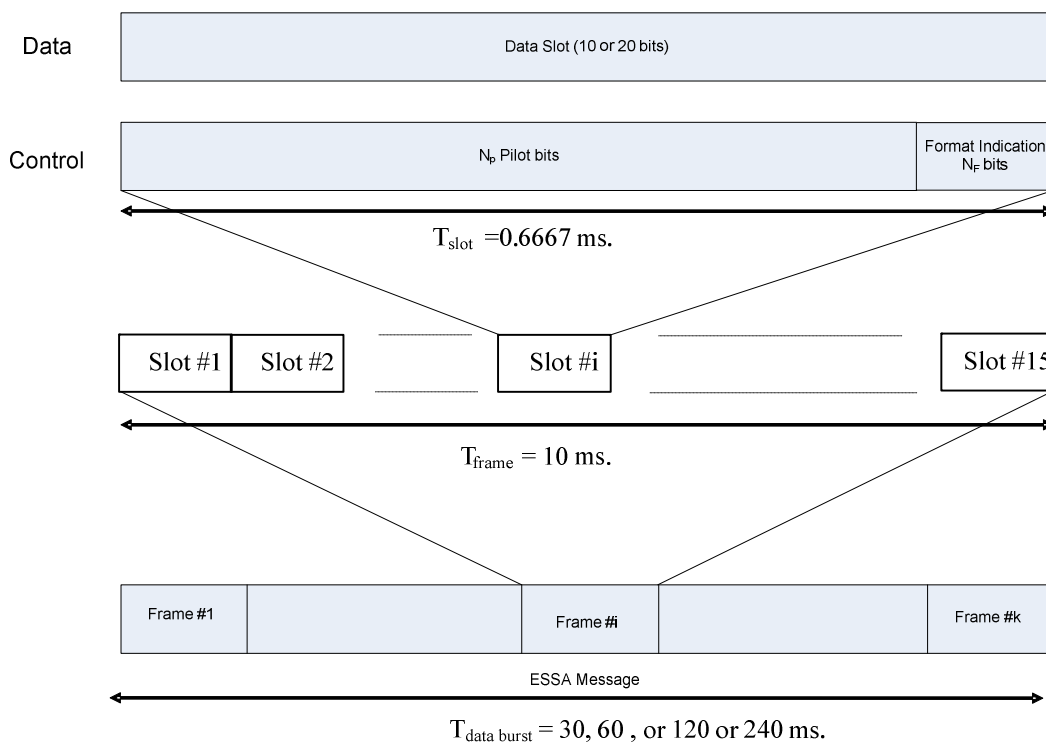 Data
Data Slot (10 or 20 bits)
Control
Np Pilot bits
Format Indication
NF bits
Tslot =0.6667 ms.
Slot #1
Slot #2
Slot #i
Slot #15
Tframe = 10 ms.
Frame #1
Frame #i
Frame #k
ESSA Message
Tdata burst = 30, 60 , or 120 or 240 ms.